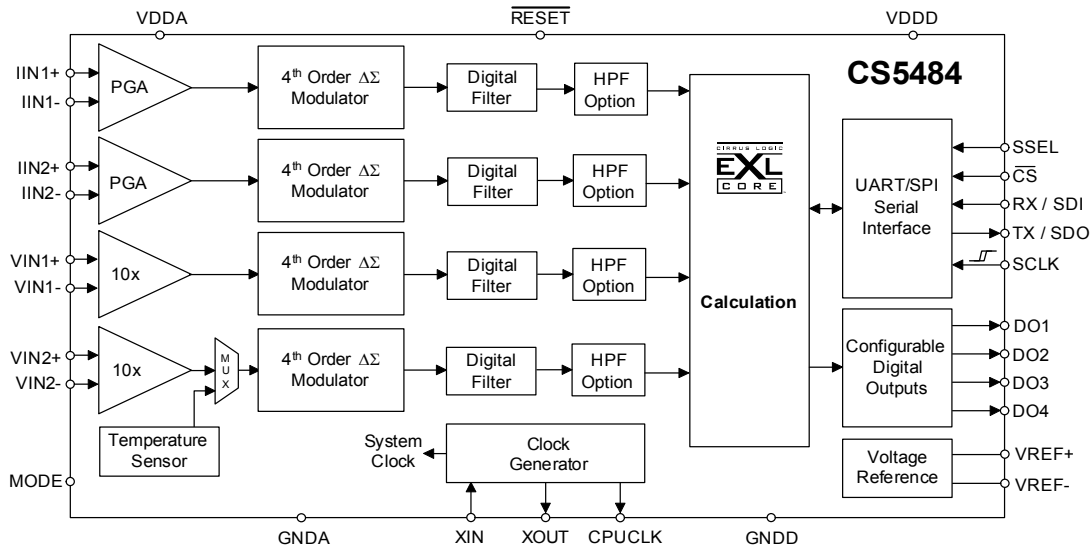 VDDA
RESET
VDDD
CS5484
IIN1+
IIN1-
PGA
4th Order ΔΣ
Modulator
Digital
Filter
HPF
Option
IIN2+
IIN2-
PGA
4th Order ΔΣ
Modulator
Digital
Filter
HPF
Option
VIN1+
VIN1-
10x
4th Order ΔΣ
Modulator
Digital
Filter
HPF
Option
VIN2+
VIN2-
10x
MUX
4th Order ΔΣ
Modulator
Digital
Filter
HPF
Option
Temperature
Sensor
System
Clock
Clock
Generator
CIRRUS LOGIC
EXL
CORE
Calculation
UART/SPI
Serial
Interface
SSEL
CS
RX / SDI
TX / SDO
SCLK
Configurable
Digital
Outputs
DO1
DO2
DO3
DO4
Voltage
Reference
VREF+
VREF-
MODE
GNDA
XIN
XOUT
CPUCLK
GNDD